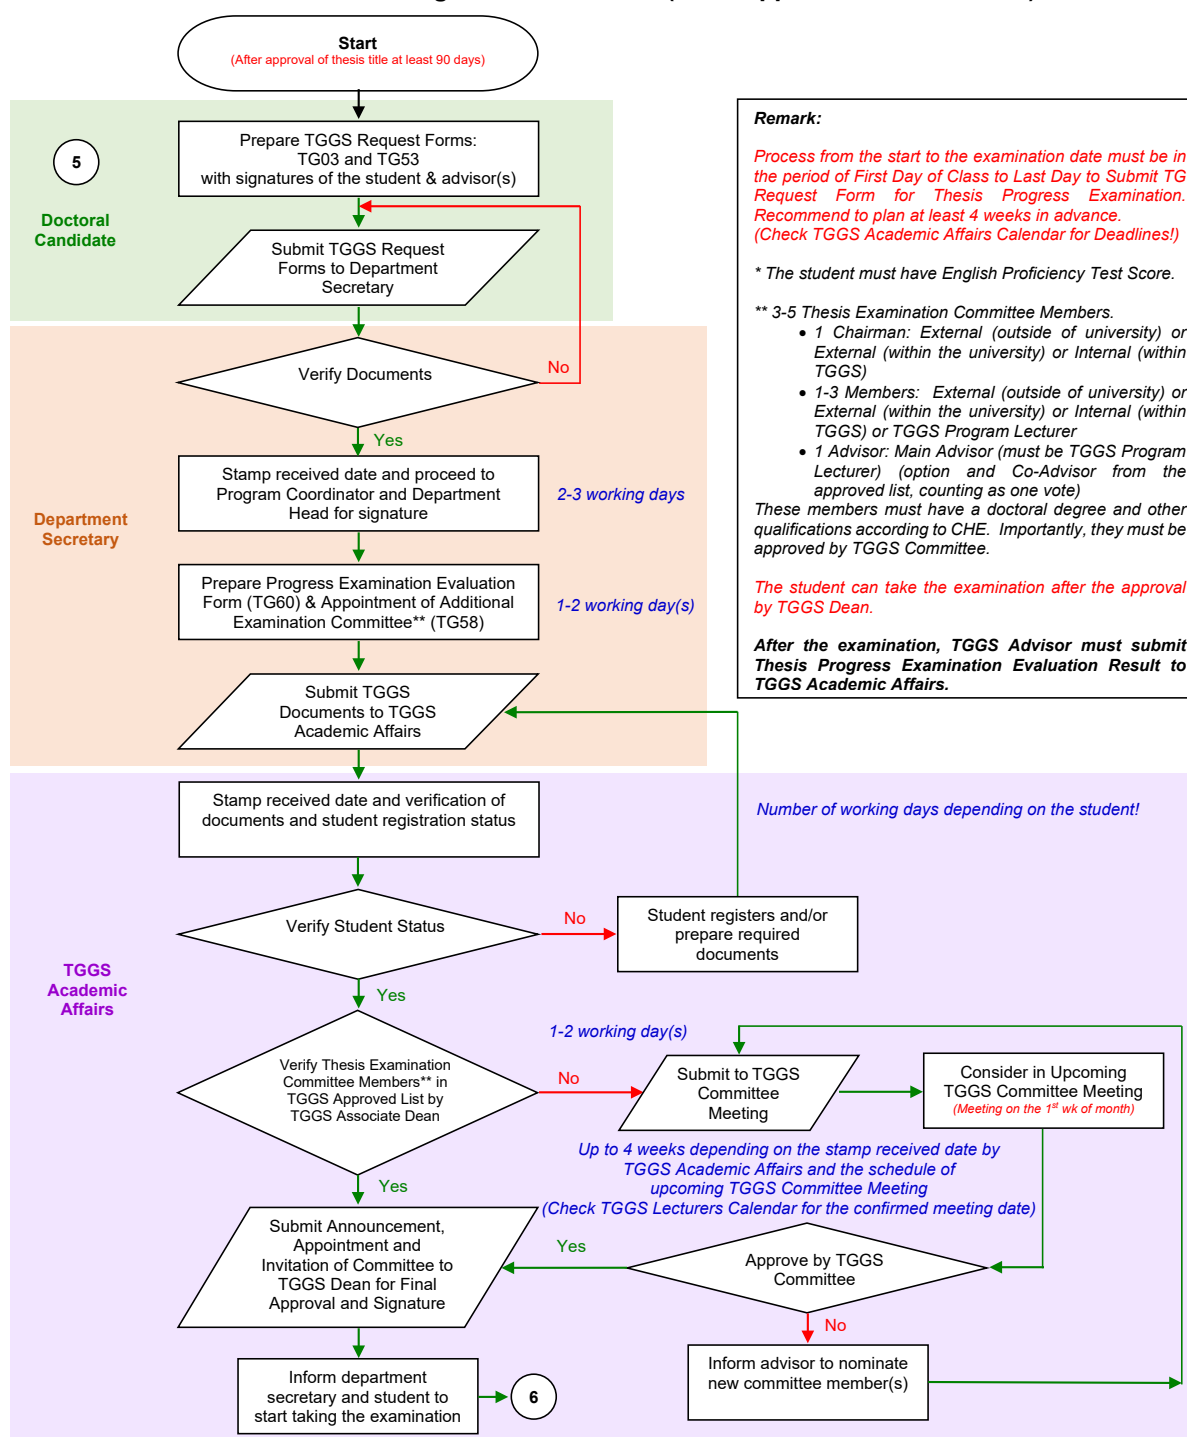 Start
(After approval of thesis title at least 90 days)
5
Doctoral
Candidate
Prepare TGGS Request Forms:
TG03 and TG53
with signatures of the student & advisor(s)
Submit TGGS Request
Forms to Department
Secretary
Remark:
Process from the start to the examination date must be in
the period of First Day of Class to Last Day to Submit TG
Request Form for Thesis Progress Examination.
Recommend to plan at least 4 weeks in advance.
(Check TGGS Academic Affairs Calendar for Deadlines!)
* The student must have English Proficiency Test Score.
** 3-5 Thesis Examination Committee Members.
• 1 Chairman: External (outside of university) or
External (within the university) or Internal (within
TGGS)
• 1-3 Members: External (outside of university) or
External (within the university) or Internal (within
TGGS) or TGGS Program Lecturer
• 1 Advisor: Main Advisor (must be TGGS Program
Lecturer) (option and Co-Advisor from the
approved list, counting as one vote)
These members must have a doctoral degree and other
qualifications according to CHE. Importantly, they must be
approved by TGGS Committee.
The student can take the examination after the approval
by TGGS Dean.
After the examination, TGGS Advisor must submit
Thesis Progress Examination Evaluation Result to
TGGS Academic Affairs.
Verify Documents
No
Yes
Department
Secretary
Stamp received date and proceed to
Program Coordinator and Department
Head for signature
2-3 working days
Prepare Progress Examination Evaluation
Form (TG60) & Appointment of Additional
Examination Committee** (TG58)
1-2 working day(s)
Submit TGGS
Documents to TGGS
Academic Affairs
Stamp received date and verification of
documents and student registration status
Number of working days depending on the student!
Verify Student Status
No
Student registers and/or
prepare required
documents
TGGS
Academic
Affairs
Yes
1-2 working day(s)
Verify Thesis Examination
Committee Members** in
TGGS Approved List by
TGGS Associate Dean
No
Submit to TGGS
Committee
Meeting
Consider in Upcoming
TGGS Committee Meeting
(Meeting on the 1st wk of month)
Up to 4 weeks depending on the stamp received date by
TGGS Academic Affairs and the schedule of
upcoming TGGS Committee Meeting
(Check TGGS Lecturers Calendar for the confirmed meeting date)
Yes
Submit Announcement,
Appointment and
Invitation of Committee to
TGGS Dean for Final
Approval and Signature
Yes
Approve by TGGS
Committee
No
Inform advisor to nominate
new committee member(s)
Inform department
secretary and student to
start taking the examination
6